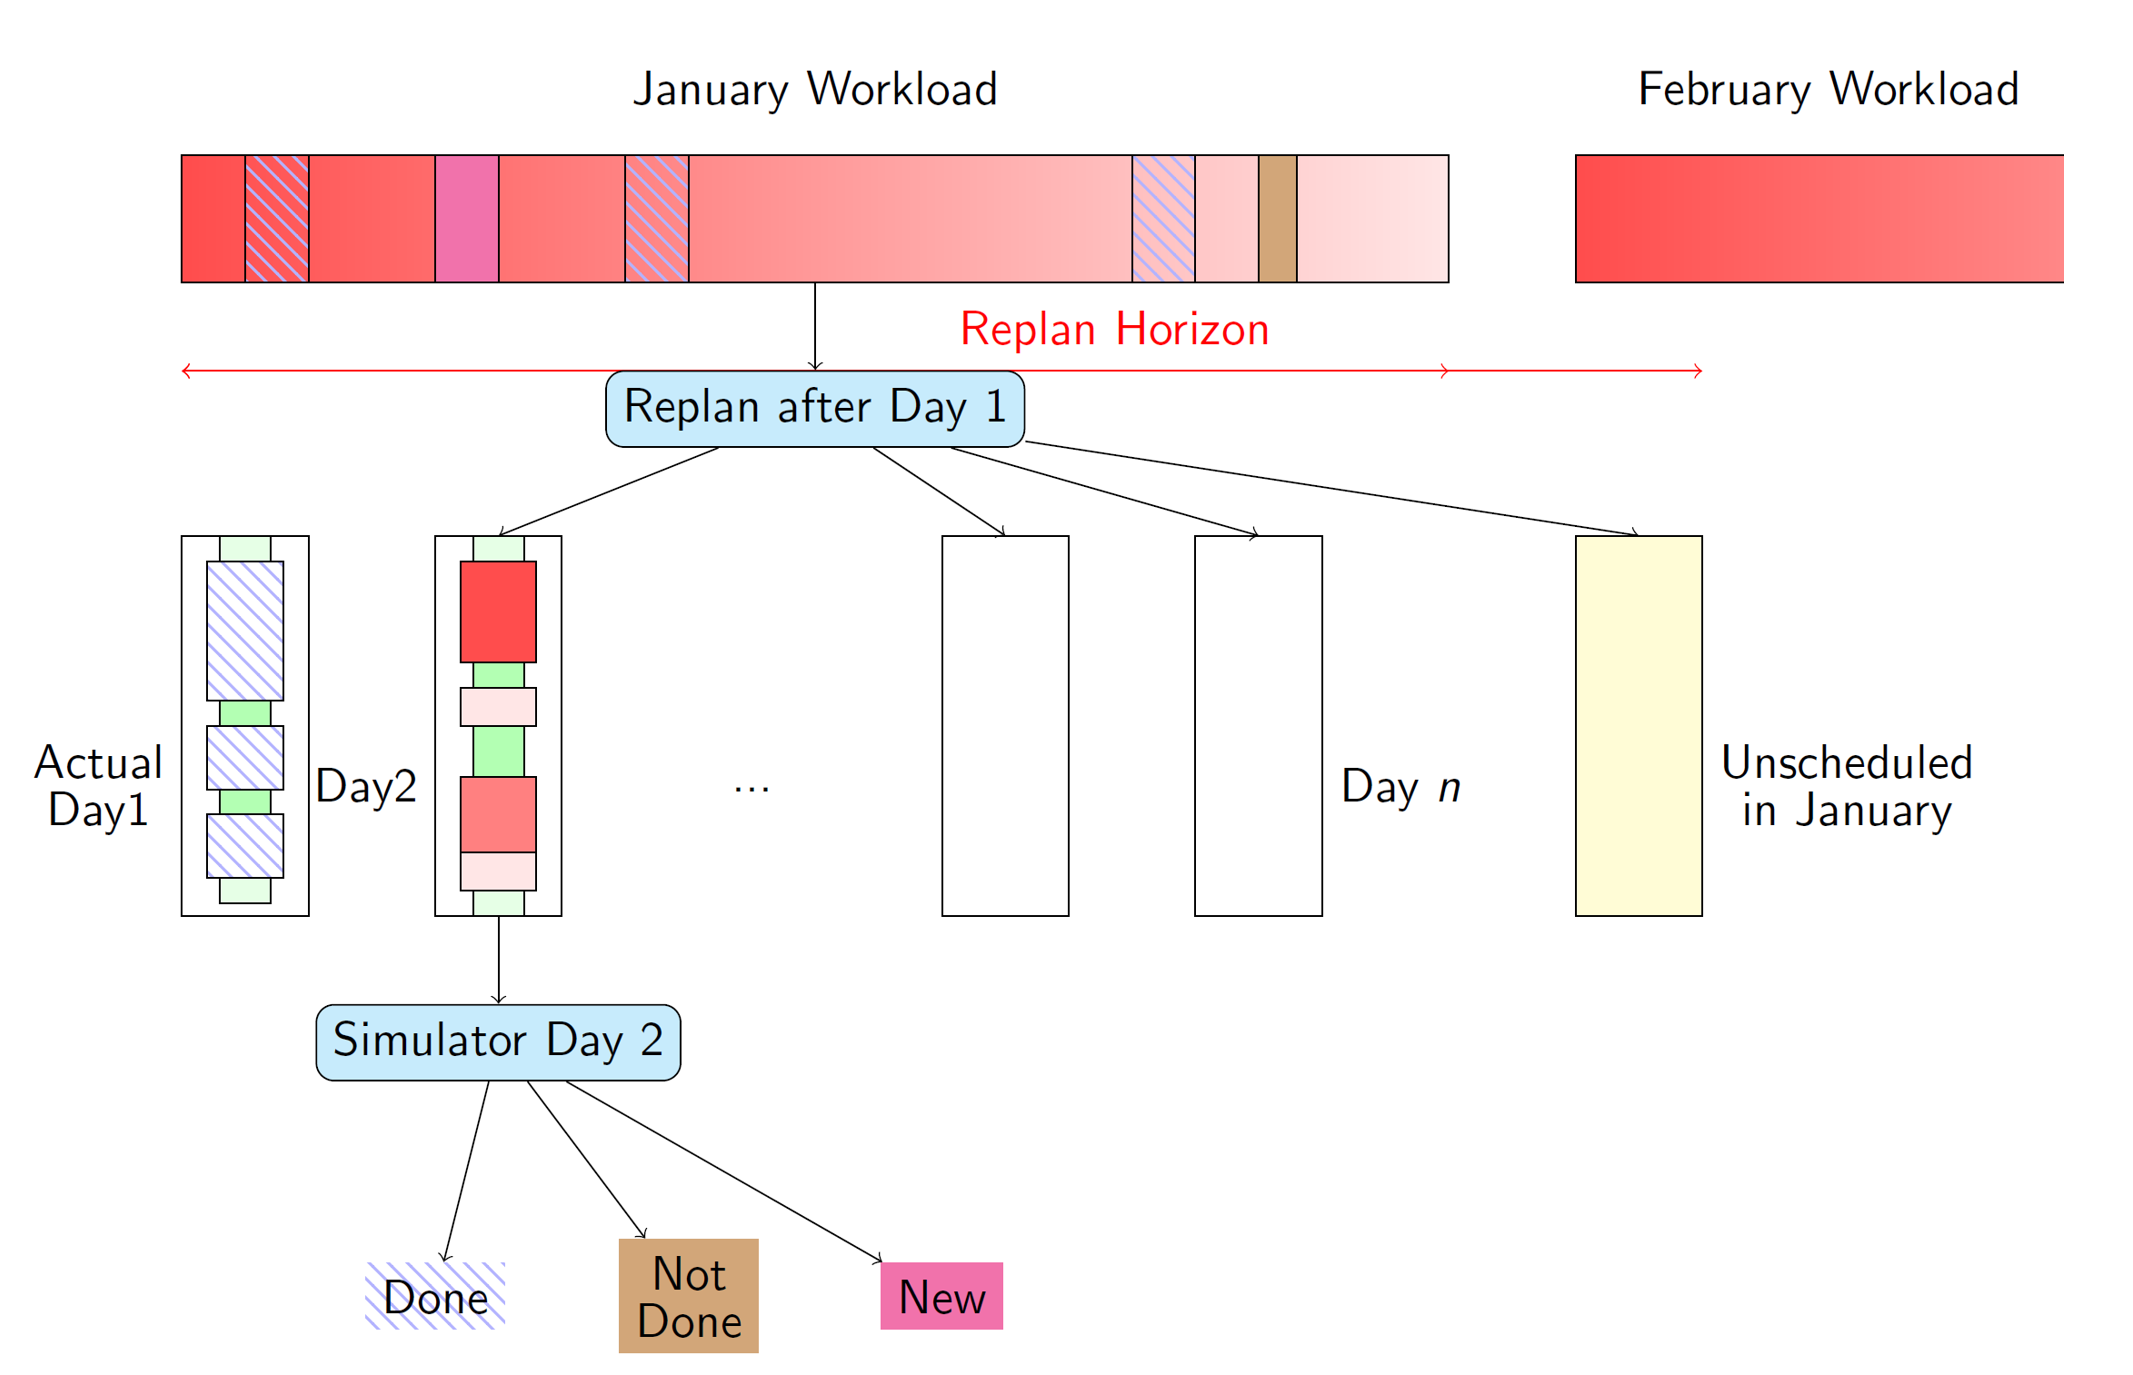 January Workload
February Workload
Replan Horizon
Replan after Day 1
Actual
Day1
Day2
...
Day n
Unscheduled
in January
Simulator Day 2
Done
Not
Done
New